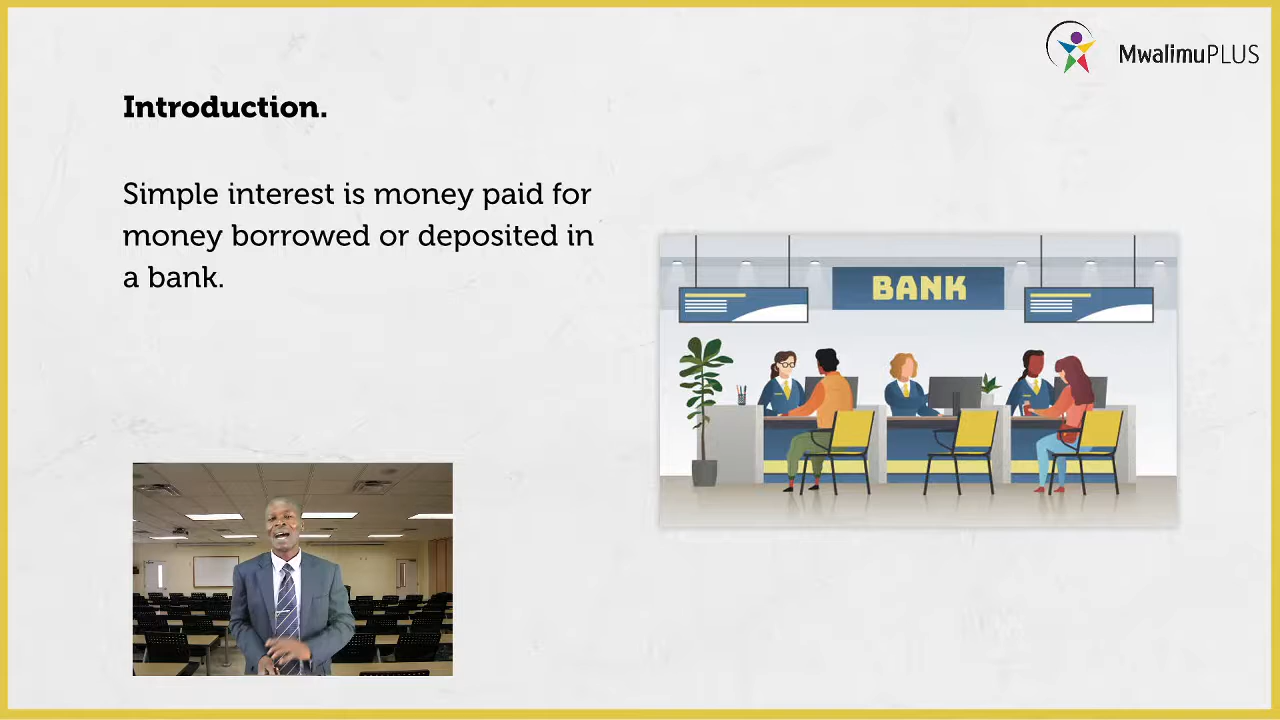 MwalimuPLUS
Introduction.
Simple interest is money paid for
money borrowed or deposited in
a bank.
BANK